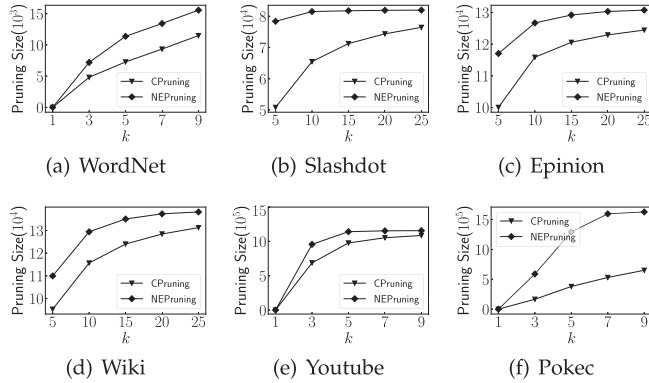 Pruning Size(10³)
15
10
5
0
CPruning
NEPruning
1 3 5 7 9
k
(a) WordNet
Pruning Size(10⁴)
8
7
6
5
CPruning
NEPruning
5 10 15 20 25
k
(b) Slashdot
Pruning Size(10⁴)
13
12
11
10
CPruning
NEPruning
5 10 15 20 25
k
(c) Epinion
Pruning Size(10⁴)
13
12
11
10
CPruning
NEPruning
5 10 15 20 25
k
(d) Wiki
Pruning Size(10⁵)
15
10
5
0
CPruning
NEPruning
1 3 5 7 9
k
(e) Youtube
Pruning Size(10⁵)
15
10
5
0
CPruning
NEPruning
1 3 5 7 9
k
(f) Pokec